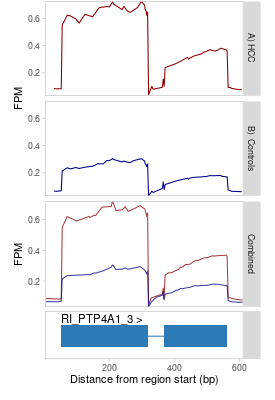 0.6
0.4
0.2
A) HCC
FPM
0.6
0.4
0.2
B) Controls
0.6
0.4
0.2
Combined
FPM
RI_PTP4A1_3 >
200
400
600
Distance from region start (bp)